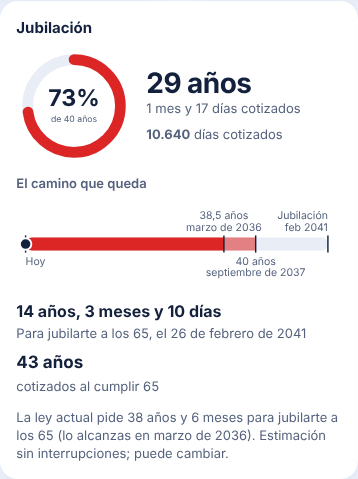 Jubilación
73%
de 40 años
29 años
1 mes y 17 días cotizados
10.640 días cotizados
El camino que queda
38,5 años
marzo de 2036
Jubilación
feb 2041
Hoy
40 años
septiembre de 2037
14 años, 3 meses y 10 días
Para jubilarte a los 65, el 26 de febrero de 2041
43 años
cotizados al cumplir 65
La ley actual pide 38 años y 6 meses para jubilarte a
los 65 (lo alcanzas en marzo de 2036). Estimación
sin interrupciones; puede cambiar.